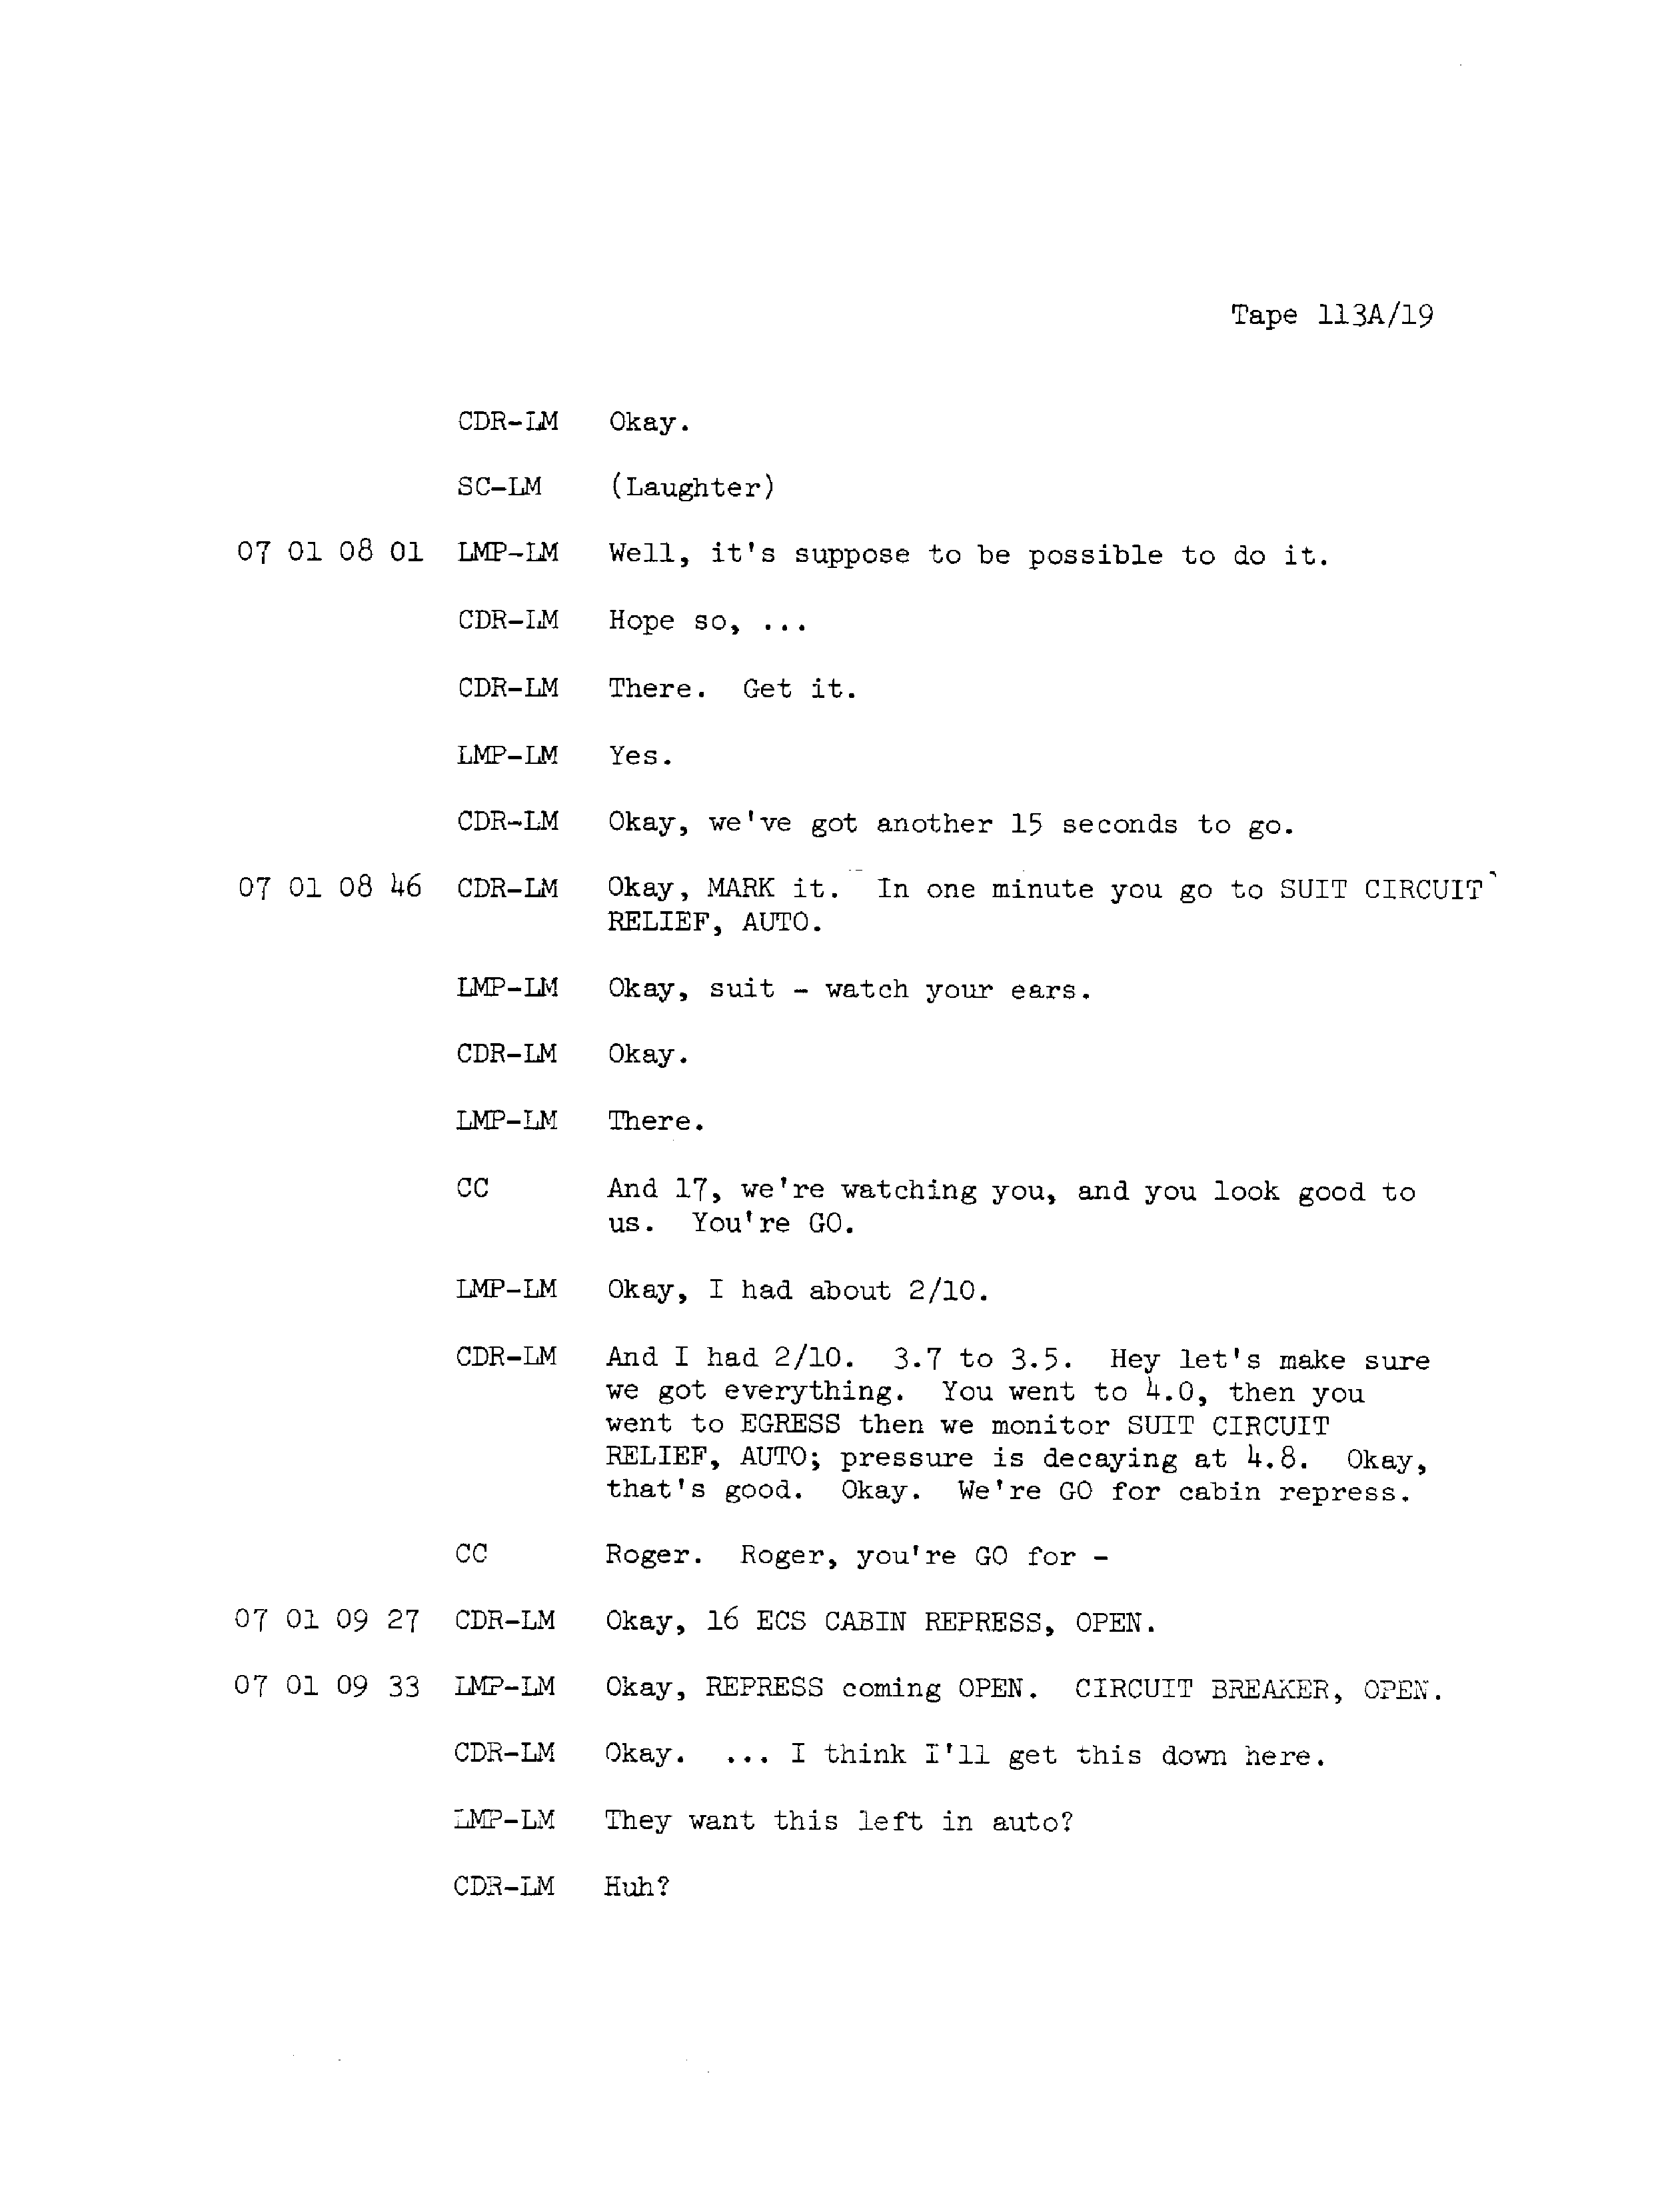 Tape 113A/19
CDR-LM Okay.
SC-LM (Laughter)
07 01 08 01 LMP-LM Well, it's suppose to be possible to do it.
CDR-LM Hope so, ...
CDR-LM There. Get it.
LMP-LM Yes.
CDR-LM Okay, we've got another 15 seconds to go.
07 01 08 46 CDR-LM Okay, MARK it. In one minute you go to SUIT CIRCUIT
RELIEF, AUTO.
LMP-LM Okay, suit - watch your ears.
CDR-LM Okay.
LMP-LM There.
CC And 17, we're watching you, and you look good to
us. You're GO.
LMP-LM Okay, I had about 2/10.
CDR-LM And I had 2/10. 3.7 to 3.5. Hey let's make sure
we got everything. You went to 4.0, then you
went to EGRESS then we monitor SUIT CIRCUIT
RELIEF, AUTO; pressure is decaying at 4.8. Okay,
that's good. Okay. We're GO for cabin repress.
CC Roger. Roger, you're GO for -
07 01 09 27 CDR-LM Okay, 16 ECS CABIN REPRESS, OPEN.
07 01 09 33 LMP-LM Okay, REPRESS coming OPEN. CIRCUIT BREAKER, OPEN.
CDR-LM Okay. ... I think I'll get this down here.
LMP-LM They want this left in auto?
CDR-LM Huh?